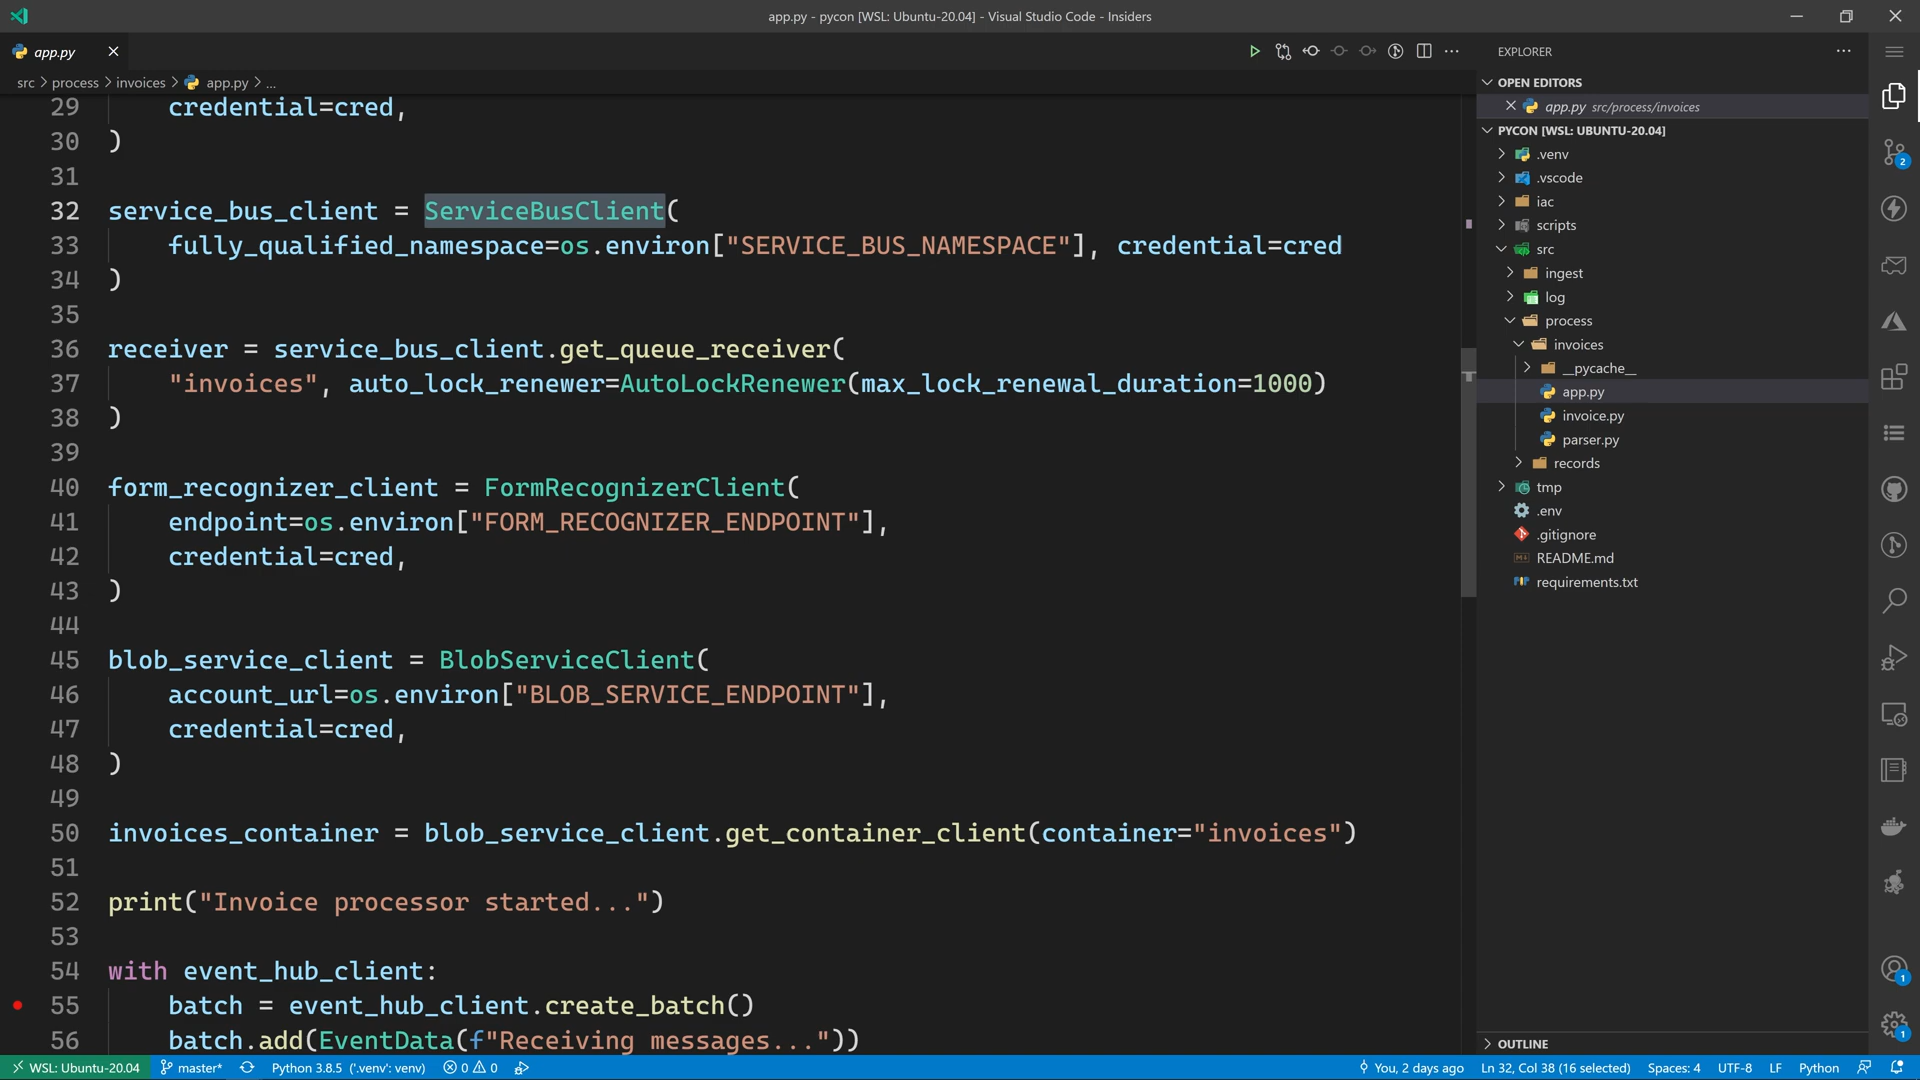 app.py - pycon [WSL: Ubuntu-20.04] - Visual Studio Code - Insiders
app.py
src > process > invoices > app.py > ...
29 credential=cred,
30 )
31
32 service_bus_client = ServiceBusClient(
33 fully_qualified_namespace=os.environ["SERVICE_BUS_NAMESPACE"], credential=cred
34 )
35
36 receiver = service_bus_client.get_queue_receiver(
37 "invoices", auto_lock_renewer=AutoLockRenewer(max_lock_renewal_duration=1000)
38 )
39
40 form_recognizer_client = FormRecognizerClient(
41 endpoint=os.environ["FORM_RECOGNIZER_ENDPOINT"],
42 credential=cred,
43 )
44
45 blob_service_client = BlobServiceClient(
46 account_url=os.environ["BLOB_SERVICE_ENDPOINT"],
47 credential=cred,
48 )
49
50 invoices_container = blob_service_client.get_container_client(container="invoices")
51
52 print("Invoice processor started...")
53
54 with event_hub_client:
55 batch = event_hub_client.create_batch()
56 batch.add(EventData(f"Receiving messages..."))
EXPLORER
OPEN EDITORS
app.py src/process/invoices
PYCON [WSL: UBUNTU-20.04]
.venv
.vscode
iac
scripts
src
ingest
log
process
invoices
__pycache__
app.py
invoice.py
parser.py
records
tmp
.env
.gitignore
README.md
requirements.txt
OUTLINE
2
1
1
WSL: Ubuntu-20.04 master* Python 3.8.5 ('.venv': venv) 0 0 You, 2 days ago Ln 32, Col 38 (16 selected) Spaces: 4 UTF-8 LF Python